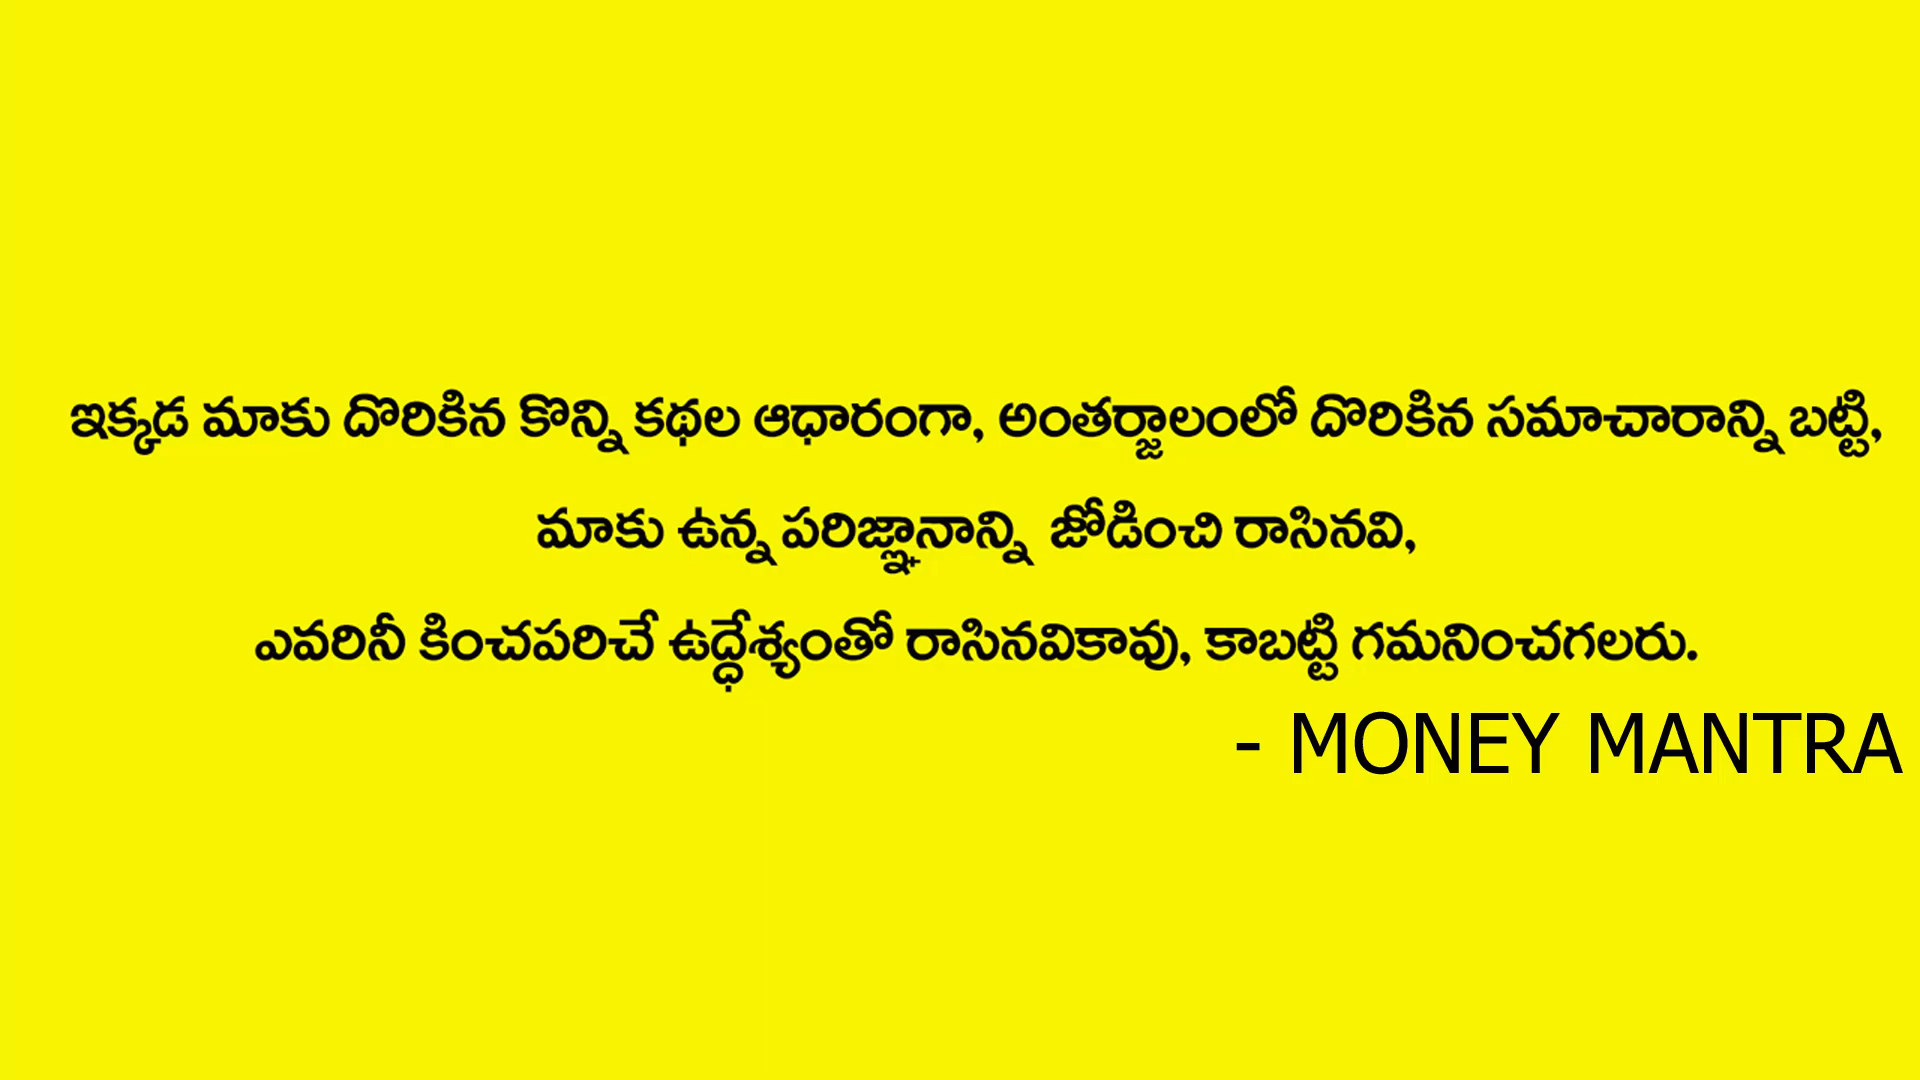 ఇక్కడ మాకు దొరికిన కొన్ని కథల ఆధారంగా, అంతర్జాలంలో దొరికిన సమాచారాన్ని బట్టి,
మాకు ఉన్న పరిజ్ఞానాన్ని జోడించి రాసినవి,
ఎవరినీ కించపరిచే ఉద్ధేశ్యంతో రాసినవికావు, కాబట్టి గమనించగలరు.
- MONEY MANTRA